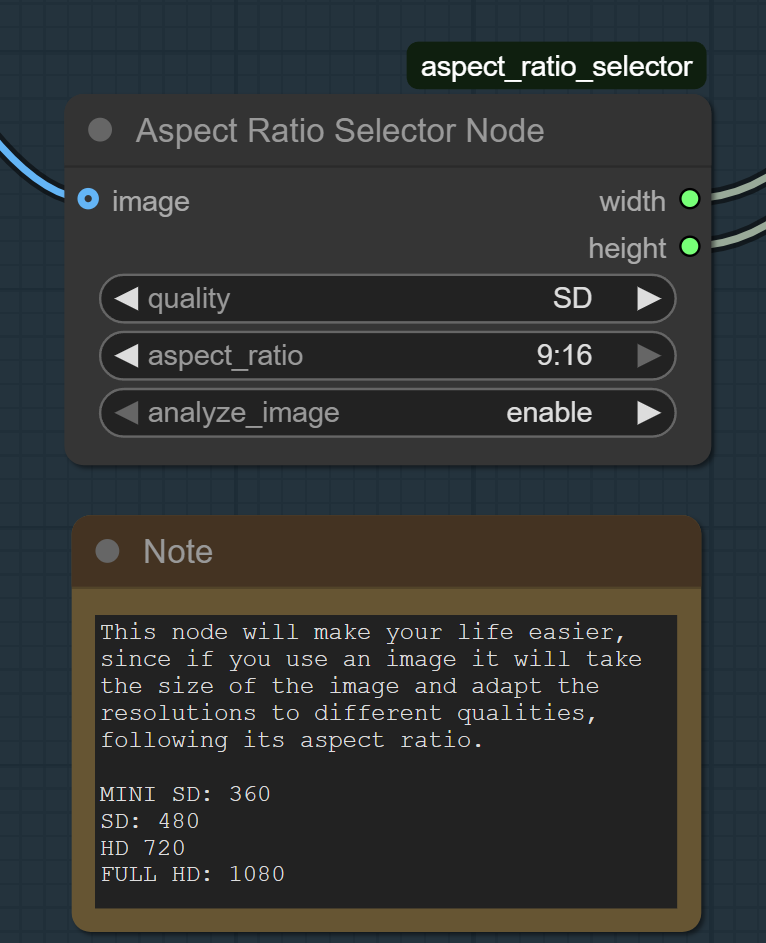 aspect_ratio_selector
Aspect Ratio Selector Node
image width
height
quality SD
aspect_ratio 9:16
analyze_image enable
Note
This node will make your life easier,
since if you use an image it will take
the size of the image and adapt the
resolutions to different qualities,
following its aspect ratio.
MINI SD: 360
SD: 480
HD 720
FULL HD: 1080